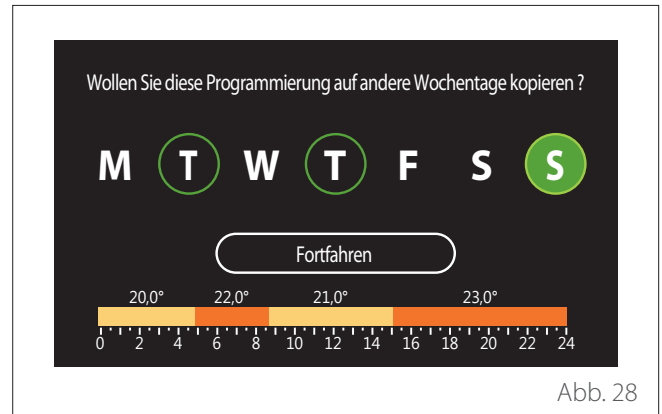 Wollen Sie diese Programmierung auf andere Wochentage kopieren ?
M T W T F S S
Fortfahren
20,0° 22,0° 21,0° 23,0°
0 2 4 6 8 10 12 14 16 18 20 22 24
Abb. 28